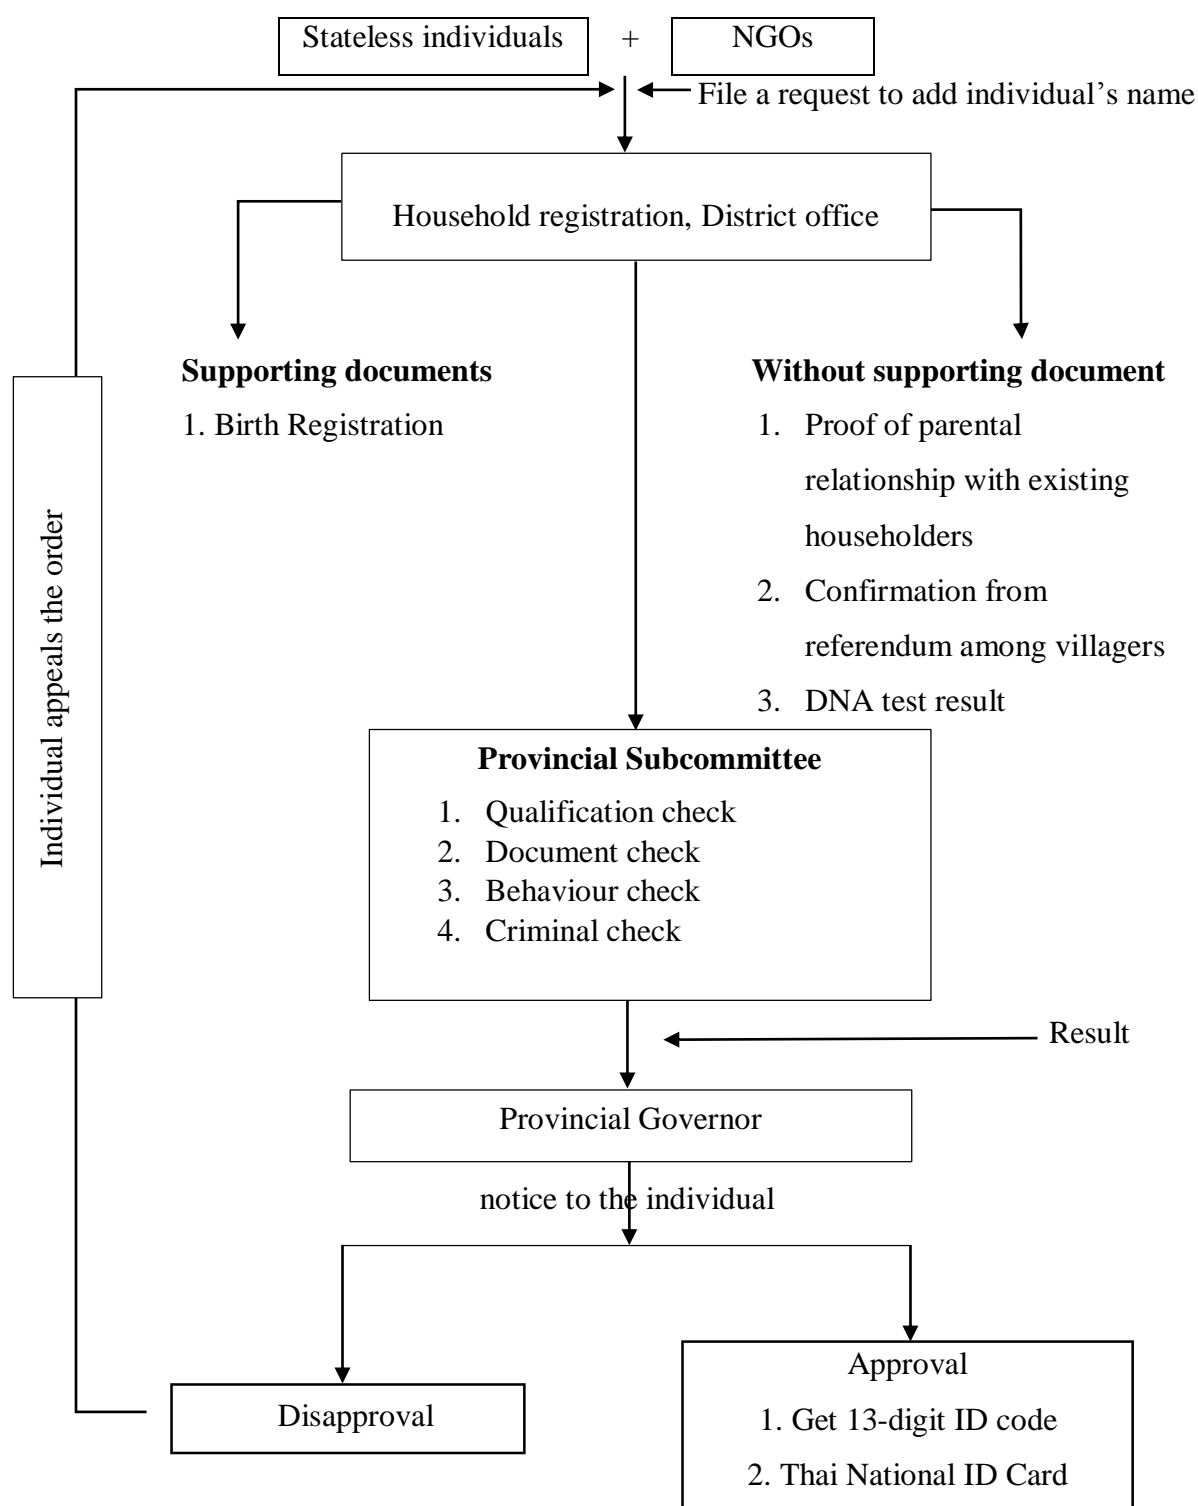 Stateless individuals + NGOs
File a request to add individual’s name
Household registration, District office
Supporting documents
1. Birth Registration
Without supporting document
1. Proof of parental
relationship with existing
householders
2. Confirmation from
referendum among villagers
3. DNA test result
Individual appeals the order
Provincial Subcommittee
1. Qualification check
2. Document check
3. Behaviour check
4. Criminal check
Result
Provincial Governor
notice to the individual
Disapproval
Approval
1. Get 13-digit ID code
2. Thai National ID Card